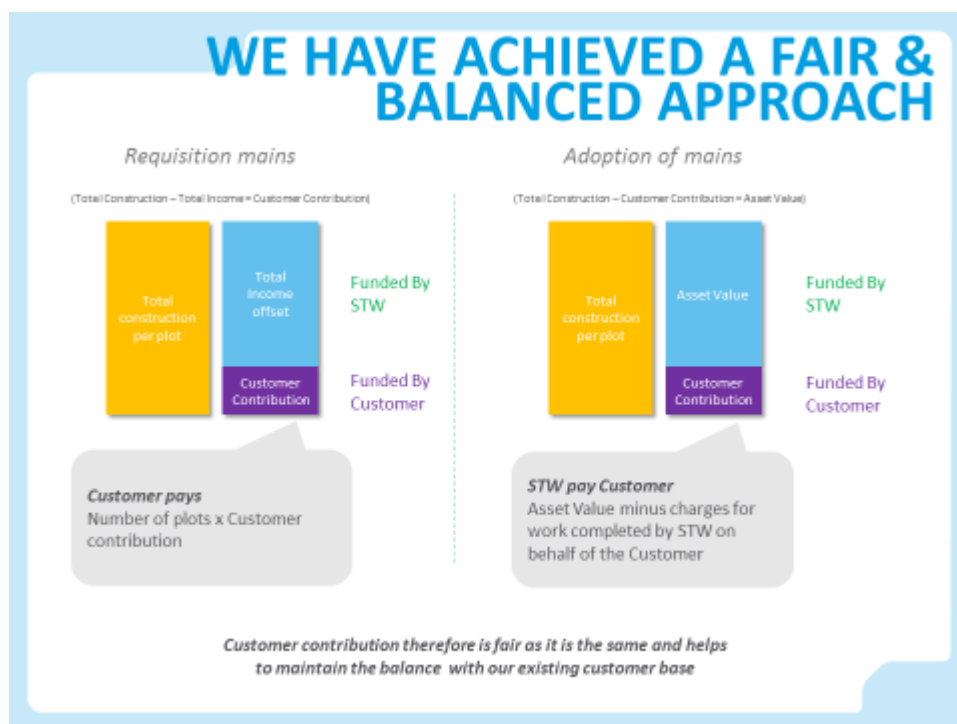 WE HAVE ACHIEVED A FAIR &
BALANCED APPROACH
Requisition mains
(Total Construction – Total Income = Customer Contribution)
Total
construction
per plot
Total
Income
offset
Customer
Contribution
Funded By
STW
Funded By
Customer
Customer pays
Number of plots x Customer
contribution
Adoption of mains
(Total Construction – Customer Contribution = Asset Value)
Total
construction
per plot
Asset Value
Customer
Contribution
Funded By
STW
Funded By
Customer
STW pay Customer
Asset Value minus charges for
work completed by STW on
behalf of the Customer
Customer contribution therefore is fair as it is the same and helps
to maintain the balance with our existing customer base